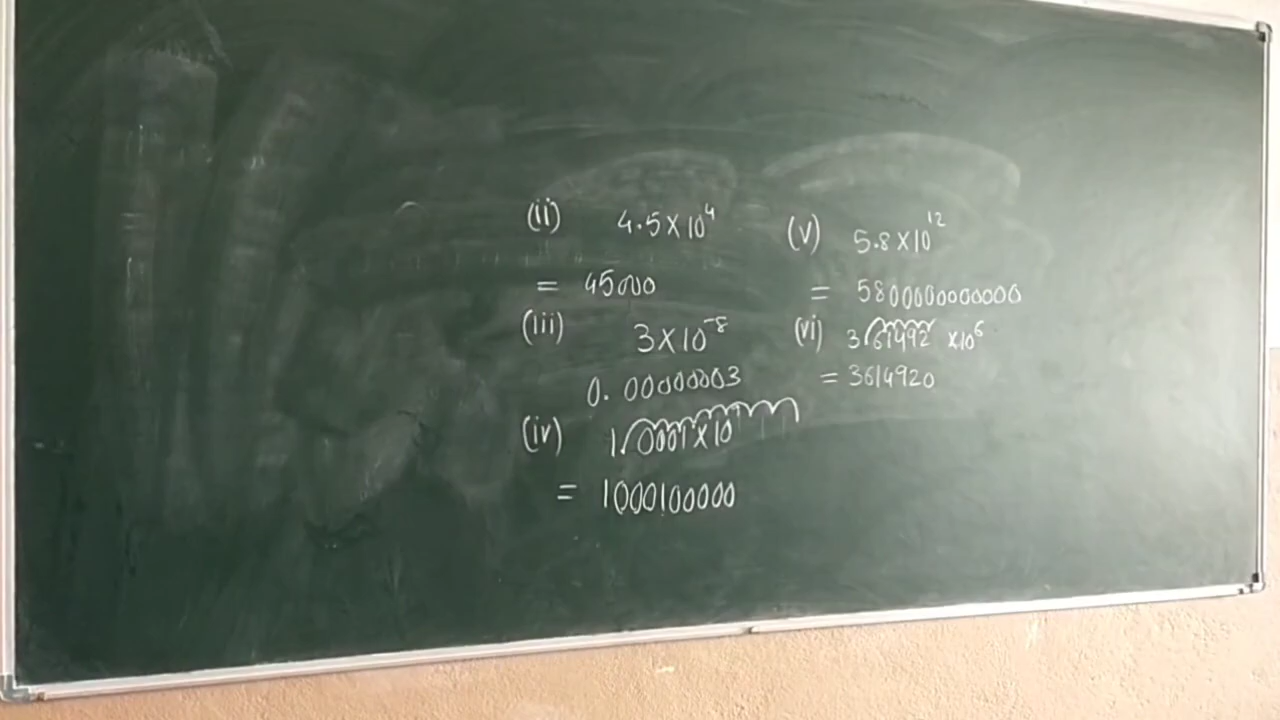 (ii) 4.5×10⁴
= 45000
(iii) 3×10⁻⁸
0.00000003
(iv) 1.0001×10
= 1000100000
(v) 5.8×10¹²
= 5800000000000
(vi) 3.61492 ×10⁶
= 3614920